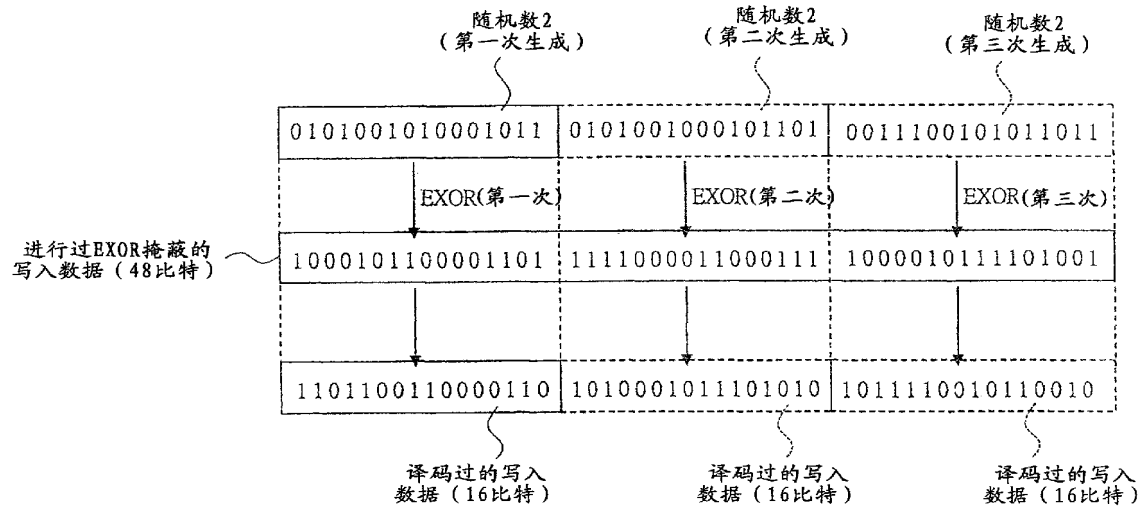 随机数2
（第一次生成）
随机数2
（第二次生成）
随机数2
（第三次生成）
0101001010001011
0101001000101101
0011100101011011
EXOR(第一次)
EXOR(第二次)
EXOR(第三次)
进行过EXOR掩蔽的
写入数据（48比特）
1000101100001101
1111000011000111
1000010111101001
1101100110000110
1010001011101010
1011110010110010
译码过的写入
数据（16比特）
译码过的写入
数据（16比特）
译码过的写入
数据（16比特）